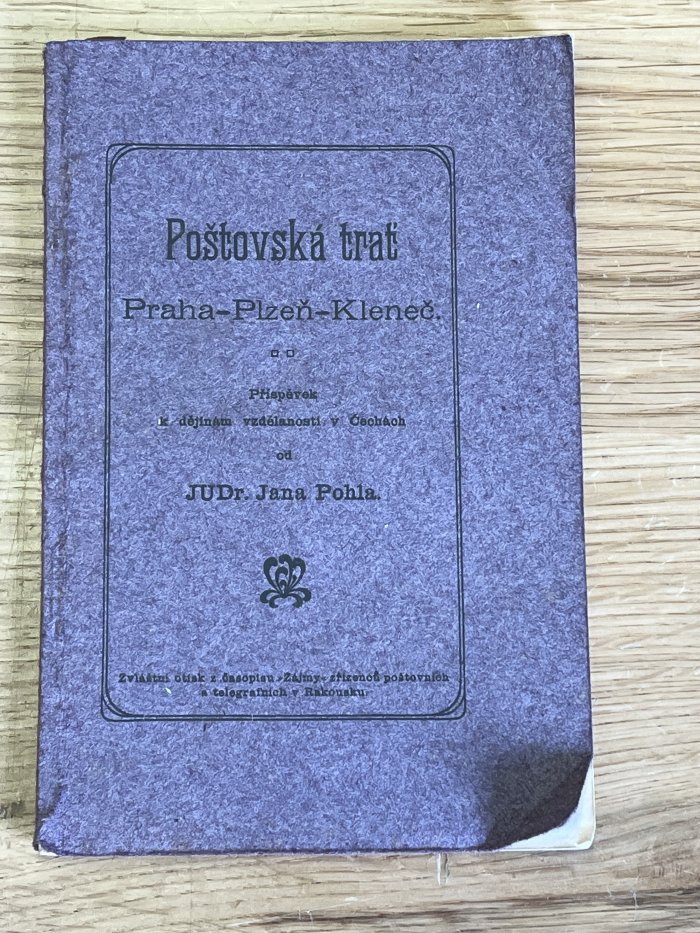 Poštovská trať
Praha-Plzeň-Kleneč.
Příspěvek
k dějinám vzdělanosti v Čechách
od
JUDr. Jana Pohla.
Zvláštní otisk z časopisu »Zájmy« zřízenců poštovních
a telegrafních v Rakousku.